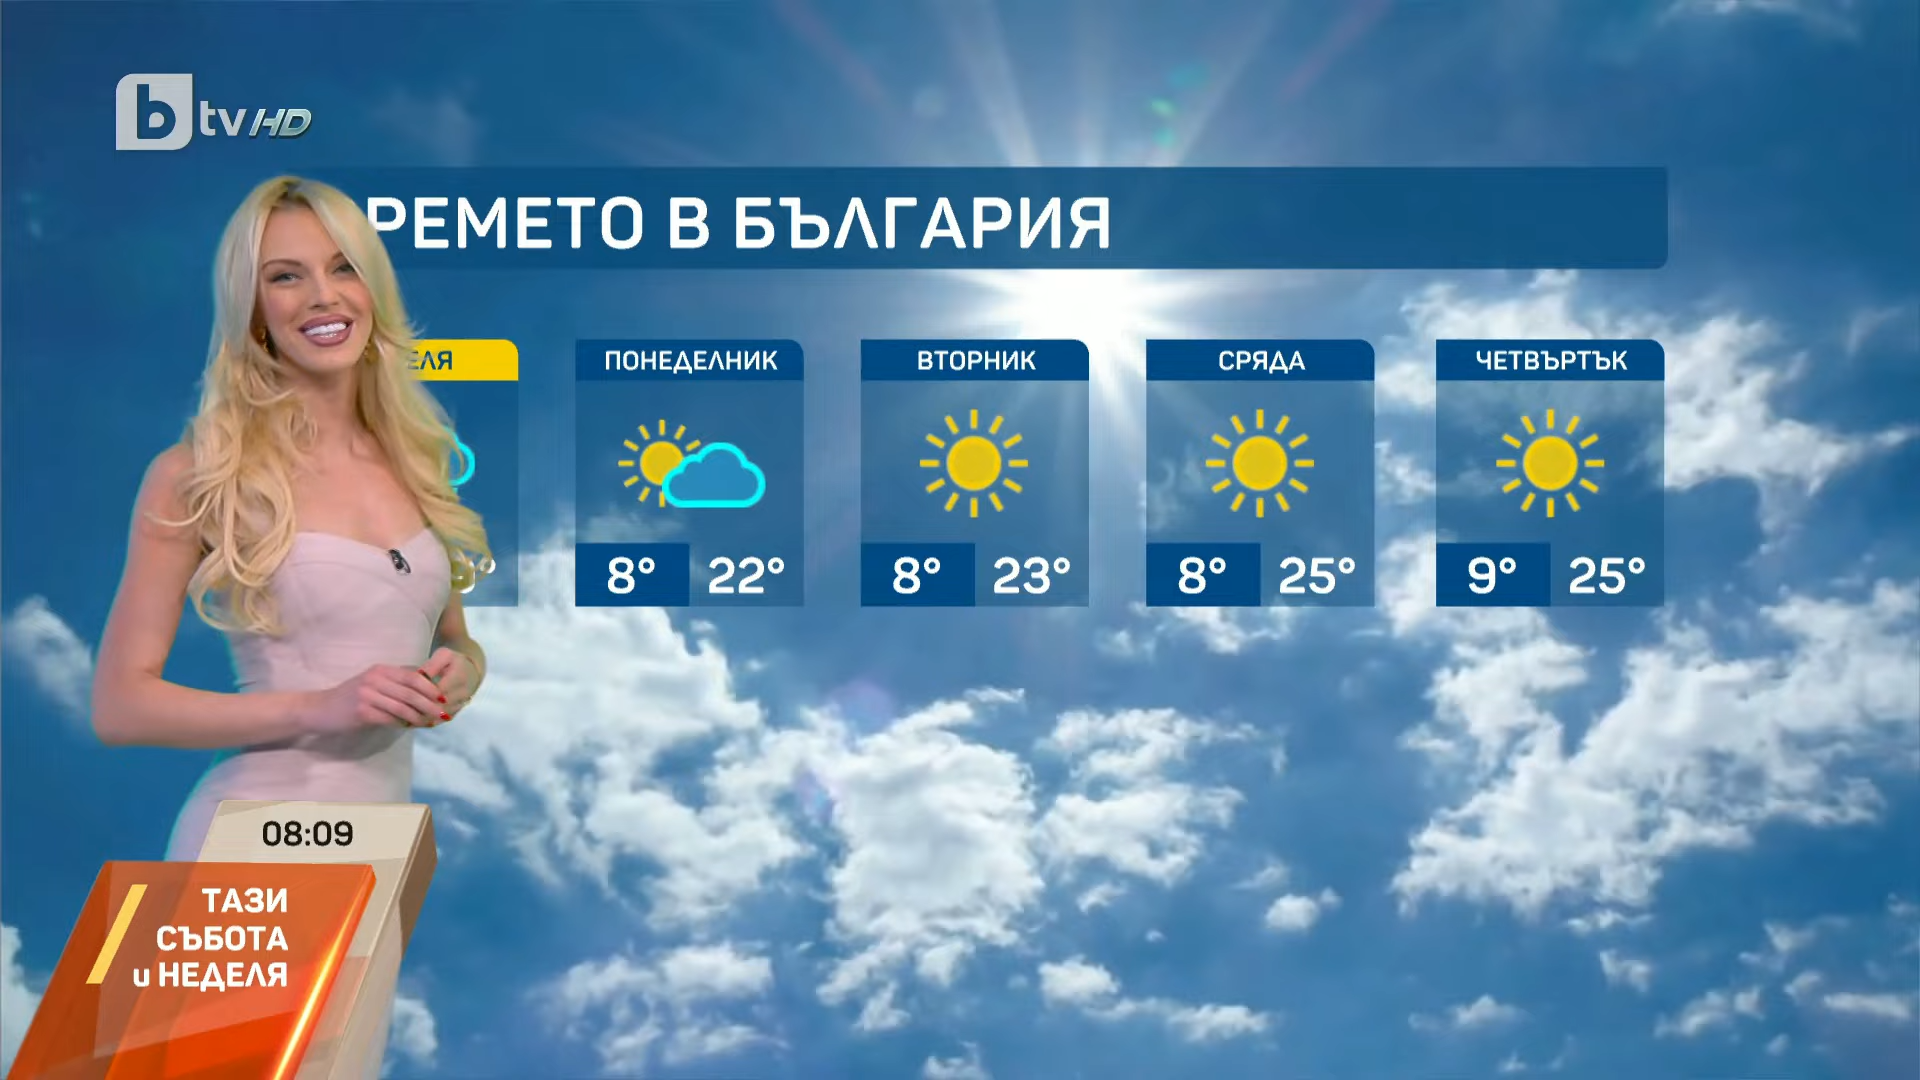 btv HD
РЕМЕТО В БЪЛГАРИЯ
ЕЛЯ
ПОНЕДЕЛНИК
8° 22°
ВТОРНИК
8° 23°
СРЯДА
8° 25°
ЧЕТВЪРТЪК
9° 25°
08:09
ТАЗИ
СЪБОТА
и НЕДЕЛЯ